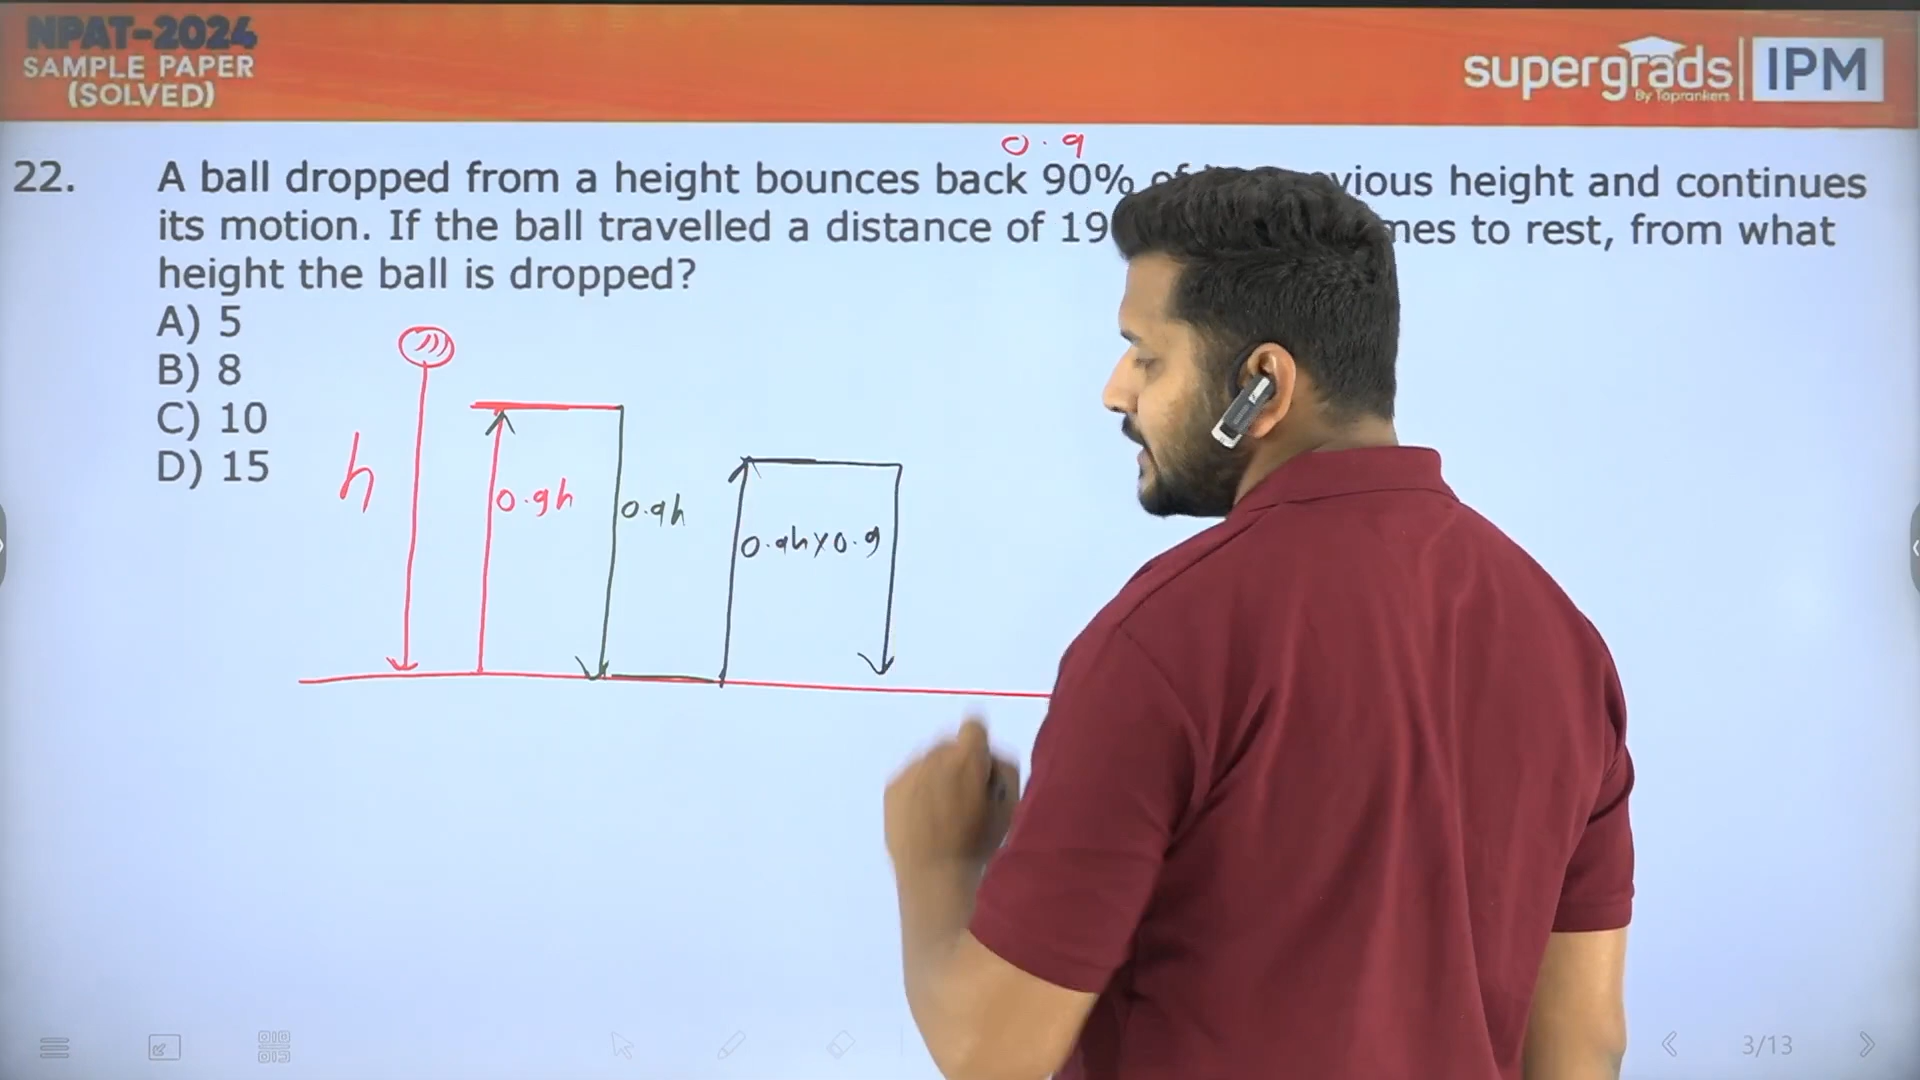 NPAT-2024
SAMPLE PAPER
(SOLVED)
supergrads
By Toprankers
IPM
0.9
22. A ball dropped from a height bounces back 90% of vious height and continues
its motion. If the ball travelled a distance of 19 mes to rest, from what
height the ball is dropped?
A) 5
B) 8
C) 10
D) 15
h
0.9h
0.9h
0.9h×0.9
3/13